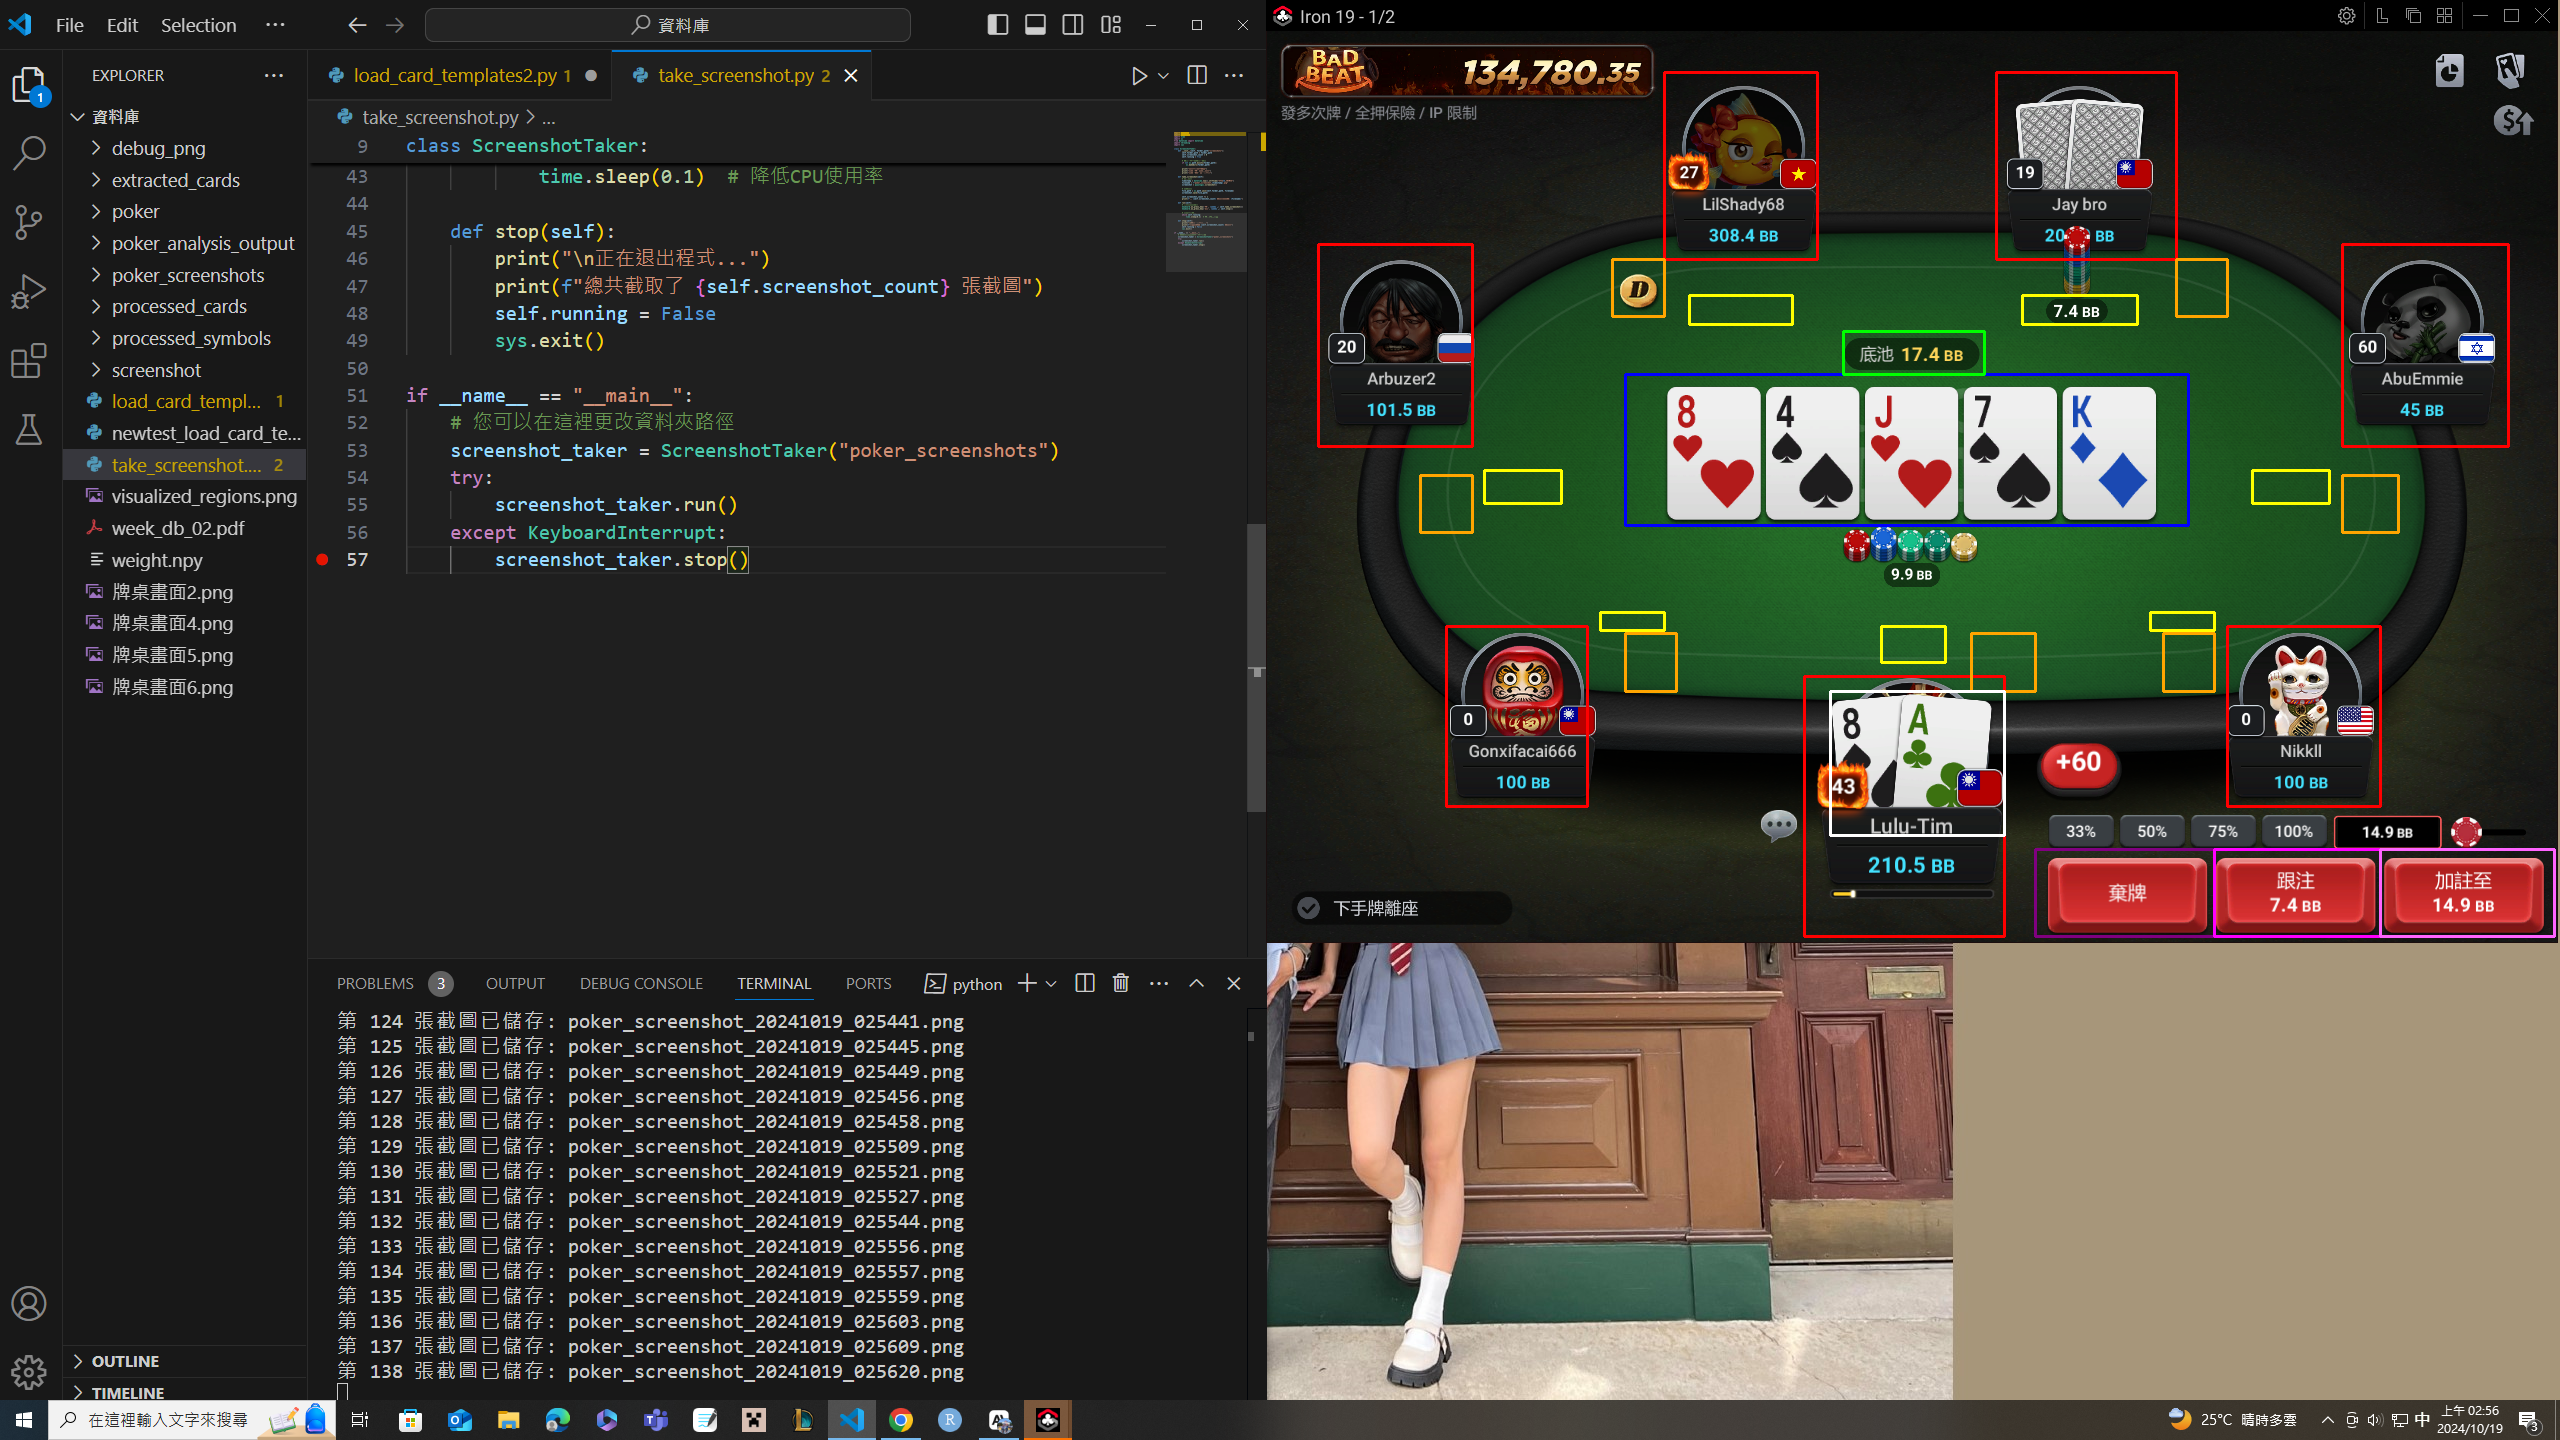 File Edit Selection ···
資料庫
EXPLORER
資料庫
debug_png
extracted_cards
poker
poker_analysis_output
poker_screenshots
processed_cards
processed_symbols
screenshot
load_card_templ... 1
newtest_load_card_te...
take_screenshot.... 2
visualized_regions.png
week_db_02.pdf
weight.npy
牌桌畫面2.png
牌桌畫面4.png
牌桌畫面5.png
牌桌畫面6.png
OUTLINE
TIMELINE
1
load_card_templates2.py 1
take_screenshot.py 2
take_screenshot.py > ...
9 class ScreenshotTaker:
43 time.sleep(0.1) # 降低CPU使用率
44
45 def stop(self):
46 print("\n正在退出程式...")
47 print(f"總共截取了 {self.screenshot_count} 張截圖")
48 self.running = False
49 sys.exit()
50
51 if __name__ == "__main__":
52 # 您可以在這裡更改資料夾路徑
53 screenshot_taker = ScreenshotTaker("poker_screenshots")
54 try:
55 screenshot_taker.run()
56 except KeyboardInterrupt:
57 screenshot_taker.stop()
PROBLEMS 3 OUTPUT DEBUG CONSOLE TERMINAL PORTS python
第 124 張截圖已儲存: poker_screenshot_20241019_025441.png
第 125 張截圖已儲存: poker_screenshot_20241019_025445.png
第 126 張截圖已儲存: poker_screenshot_20241019_025449.png
第 127 張截圖已儲存: poker_screenshot_20241019_025456.png
第 128 張截圖已儲存: poker_screenshot_20241019_025458.png
第 129 張截圖已儲存: poker_screenshot_20241019_025509.png
第 130 張截圖已儲存: poker_screenshot_20241019_025521.png
第 131 張截圖已儲存: poker_screenshot_20241019_025527.png
第 132 張截圖已儲存: poker_screenshot_20241019_025544.png
第 133 張截圖已儲存: poker_screenshot_20241019_025556.png
第 134 張截圖已儲存: poker_screenshot_20241019_025557.png
第 135 張截圖已儲存: poker_screenshot_20241019_025559.png
第 136 張截圖已儲存: poker_screenshot_20241019_025603.png
第 137 張截圖已儲存: poker_screenshot_20241019_025609.png
第 138 張截圖已儲存: poker_screenshot_20241019_025620.png
Iron 19 - 1/2
BAD BEAT 134,780.35
發多次牌 / 全押保險 / IP 限制
27
LilShady68
308.4 BB
19
Jay bro
BB
D
7.4 BB
20
Arbuzer2
101.5 BB
60
AbuEmmie
45 BB
底池 17.4 BB
8 4 J 7 K
9.9 BB
0
Gonxifacai666
100 BB
8 A
43
Lulu-Tim
210.5 BB
0
Nikkll
100 BB
+60
33% 50% 75% 100% 14.9 BB
棄牌
跟注
7.4 BB
加註至
14.9 BB
下手牌離座
在這裡輸入文字來搜尋
25°C 晴時多雲
中
上午 02:56
2024/10/19
3